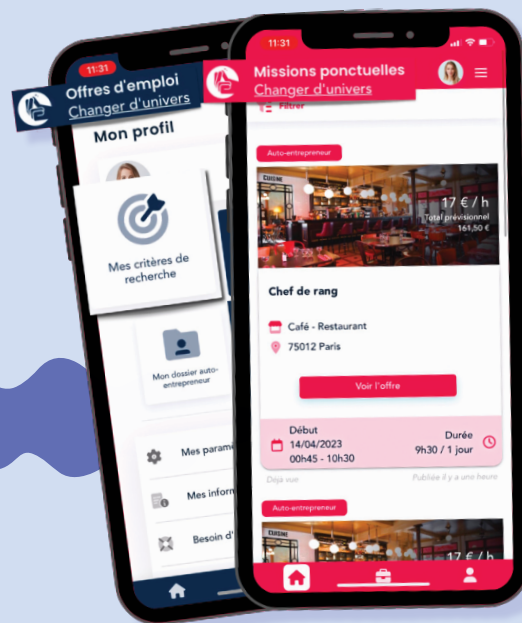 11:31
Offres d'emploi
Changer d'univers
Mon profil
Mes critères de
recherche
Mon dossier auto-
entrepreneur
Mes paramè
Mes inform
Besoin d'
11:31
Missions ponctuelles
Changer d'univers
Filtrer
Auto-entrepreneur
CUISINE
17 € / h
Total prévisionnel
161,50 €
Chef de rang
Café - Restaurant
75012 Paris
Voir l'offre
Début
14/04/2023
00h45 - 10h30
Durée
9h30 / 1 jour
Déjà vue
Publiée il y a une heure
Auto-entrepreneur
CUISINE
17 € / h